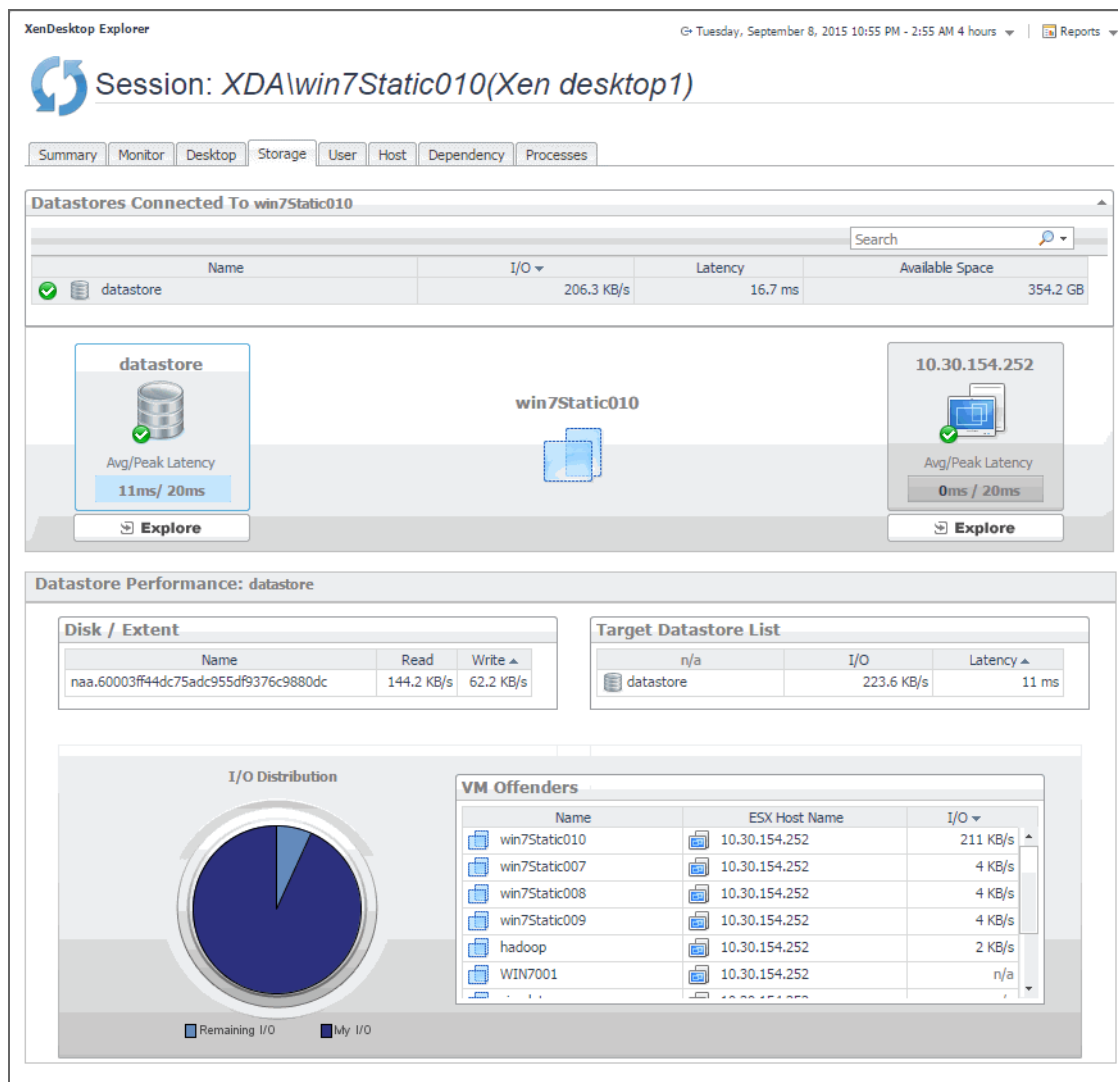 XenDesktop Explorer
Tuesday, September 8, 2015 10:55 PM - 2:55 AM 4 hours | Reports
Session: XDA\win7Static010(Xen desktop1)
Summary Monitor Desktop Storage User Host Dependency Processes
Datastores Connected To win7Static010
Search
Name I/O Latency Available Space
datastore 206.3 KB/s 16.7 ms 354.2 GB
datastore
Avg/Peak Latency
11ms/ 20ms
Explore
win7Static010
10.30.154.252
Avg/Peak Latency
0ms / 20ms
Explore
Datastore Performance: datastore
Disk / Extent
Name Read Write
naa.60003ff44dc75adc955df9376c9880dc 144.2 KB/s 62.2 KB/s
Target Datastore List
n/a I/O Latency
datastore 223.6 KB/s 11 ms
I/O Distribution
Remaining I/O My I/O
VM Offenders
Name ESX Host Name I/O
win7Static010 10.30.154.252 211 KB/s
win7Static007 10.30.154.252 4 KB/s
win7Static008 10.30.154.252 4 KB/s
win7Static009 10.30.154.252 4 KB/s
hadoop 10.30.154.252 2 KB/s
WIN7001 10.30.154.252 n/a